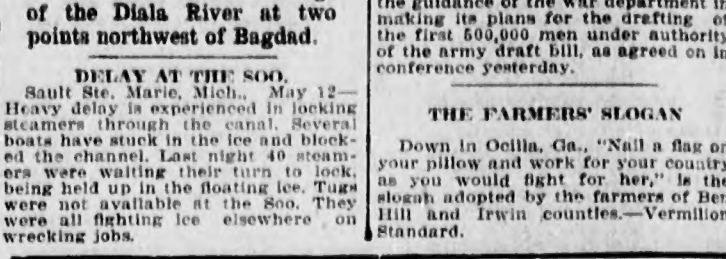 of the Diala River at two
points northwest of Bagdad.
DELAY AT THE SOO.
Sault Ste. Marie, Mich., May 12—
Heavy delay is experienced in locking
steamers through the canal. Several
boats have stuck in the ice and block-
ed the channel. Last night 40 steam-
ers were waiting their turn to lock,
being held up in the floating ice. Tugs
were not available at the Soo. They
were all fighting ice elsewhere on
wrecking jobs.
the guidance of the war department in
making its plans for the drafting
the first 500,000 men under authority
of the army draft bill, as agreed on in
conference yesterday.
THE FARMERS' SLOGAN
Down in Ocilla, Ga., "Nail a flag
your pillow and work for your country
as you would fight for her," is the
slogan adopted by the farmers of Ben
Hill and Irwin counties.—Vermilion
Standard.